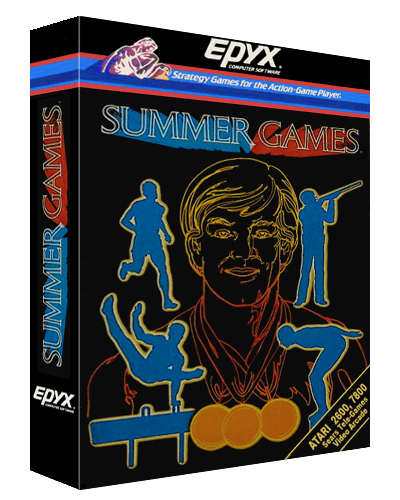 EPYX
COMPUTER SOFTWARE
Strategy Games for the Action-Game Player.
SUMMER GAMES
SUMMER GAMES
EPYX
COMPUTER SOFTWARE
ATARI 2600, 7800
Sears Tele-Games
Video Arcade